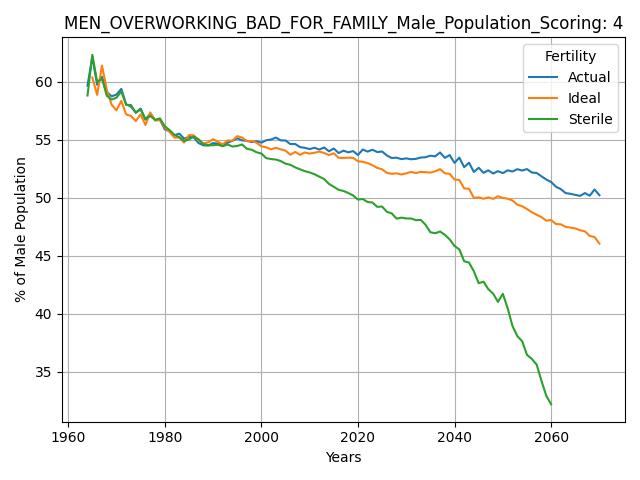 MEN_OVERWORKING_BAD_FOR_FAMILY_Male_Population_Scoring: 4
Fertility
Actual
Ideal
Sterile
% of Male Population
60
55
50
45
40
35
1960
1980
2000
2020
2040
2060
Years